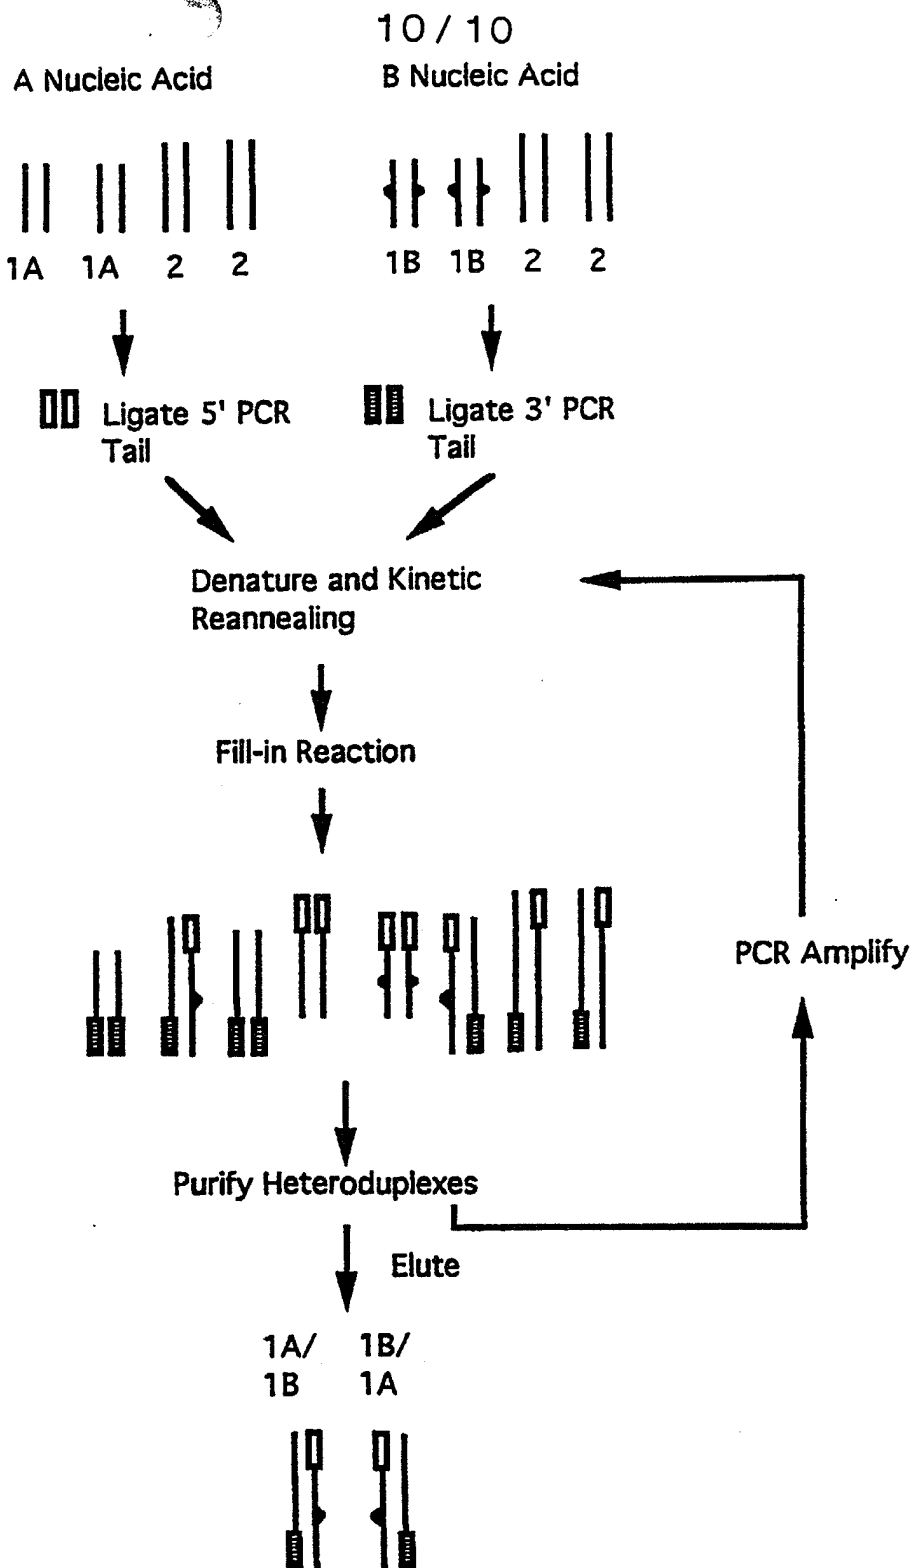 10/10
A Nucleic Acid
B Nucleic Acid
1A 1A 2 2
1B 1B 2 2
Ligate 5' PCR
Tail
Ligate 3' PCR
Tail
Denature and Kinetic
Reannealing
Fill-in Reaction
PCR Amplify
Purify Heteroduplexes
Elute
1A/
1B
1B/
1A